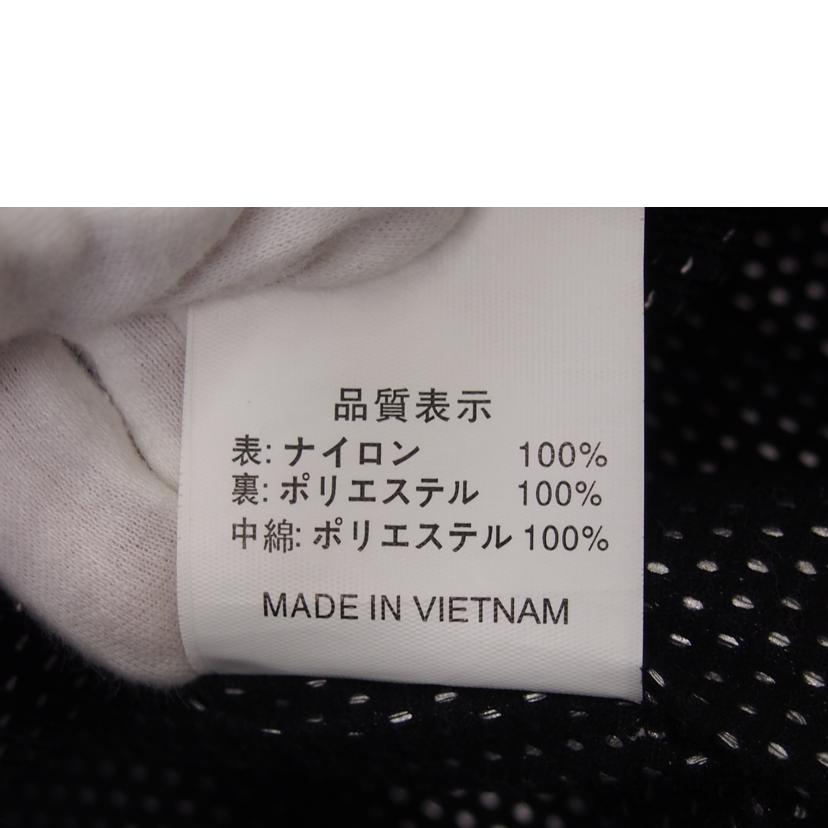 品質表示
表: ナイロン 100%
裏: ポリエステル 100%
中綿: ポリエステル 100%
MADE IN VIETNAM